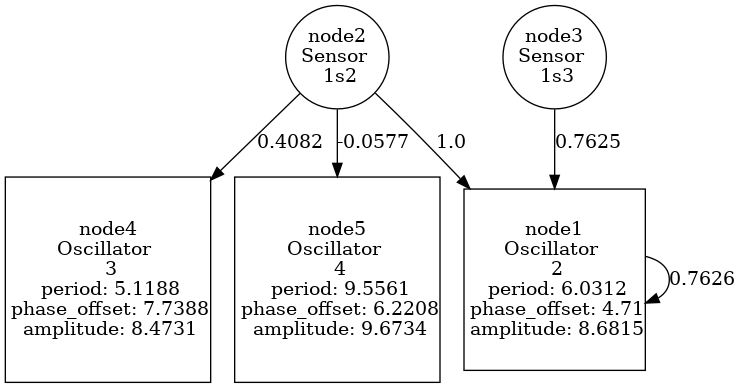 node2
Sensor
1s2
node3
Sensor
1s3
0.4082
-0.0577
1.0
0.7625
node4
Oscillator
3
period: 5.1188
phase_offset: 7.7388
amplitude: 8.4731
node5
Oscillator
4
period: 9.5561
phase_offset: 6.2208
amplitude: 9.6734
node1
Oscillator
2
period: 6.0312
phase_offset: 4.71
amplitude: 8.6815
0.7626